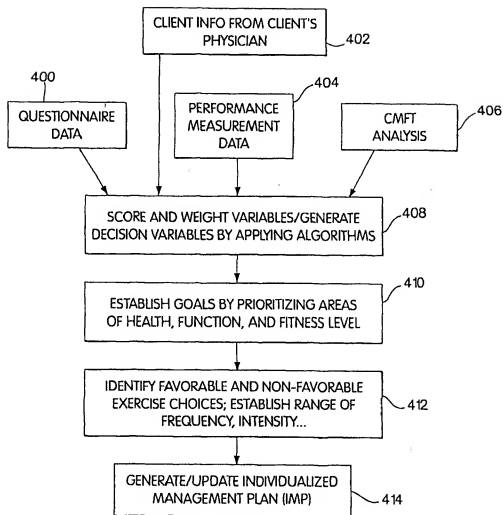 CLIENT INFO FROM CLIENT'S
PHYSICIAN
402
400
QUESTIONNAIRE
DATA
404
PERFORMANCE
MEASUREMENT
DATA
CMFT
ANALYSIS
406
SCORE AND WEIGHT VARIABLES/GENERATE
DECISION VARIABLES BY APPLYING ALGORITHMS
408
ESTABLISH GOALS BY PRIORITIZING AREAS
OF HEALTH, FUNCTION, AND FITNESS LEVEL
410
IDENTIFY FAVORABLE AND NON-FAVORABLE
EXERCISE CHOICES; ESTABLISH RANGE OF
FREQUENCY, INTENSITY...
412
GENERATE/UPDATE INDIVIDUALIZED
MANAGEMENT PLAN (IMP)
414